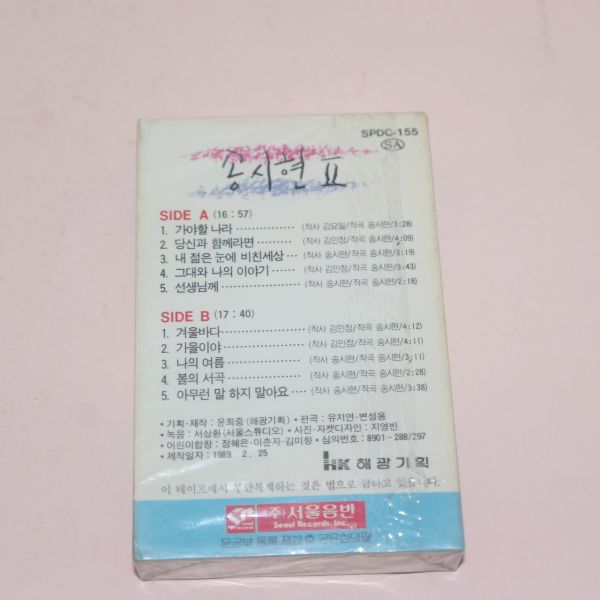 SPDC-155
SA
송시현 Ⅱ
SIDE A (16 : 57)
1. 가야할 나라 ············ (작사 김요일/작곡 송시현/3:28)
2. 당신과 함께라면 ········· (작사 김민정/작곡 송시현/4:09)
3. 내 젊은 눈에 비친세상 ··· (작사 송시현/작곡 송시현/3:19)
4. 그대와 나의 이야기 ······ (작사 김민정/작곡 송시현/3:43)
5. 선생님께 ··············· (작사 송시현/작곡 송시현/2:18)
SIDE B (17 : 40)
1. 겨울바다 ··············· (작사 김민정/작곡 송시현/4:12)
2. 가을이야 ··············· (작사 김민정/작곡 송시현/4:11)
3. 나의 여름 ·············· (작사 송시현/작곡 송시현/3:11)
4. 봄의 서곡 ·············· (작사 송시현/작곡 송시현/2:28)
5. 아무런 말 하지 말아요 ···· (작사 송시현/작곡 송시현/3:38)
• 기획·제작 : 윤희중 (해광기획) • 편곡 : 유지연·변성용
• 녹음 : 서상환 (서울스튜디오) • 사진·자켓디자인 : 지영빈
• 어린이합창 : 정혜은·이춘자·김미향 • 심의번호 : 8901-288/297
• 제작일자 : 1989. 2. 25
hk 해광기획
이 테이프에서 무단복제하는 것은 법으로 금하고 있읍니다.
(주)서울음반
Seoul Records, Inc.
문공부 등록 제22호